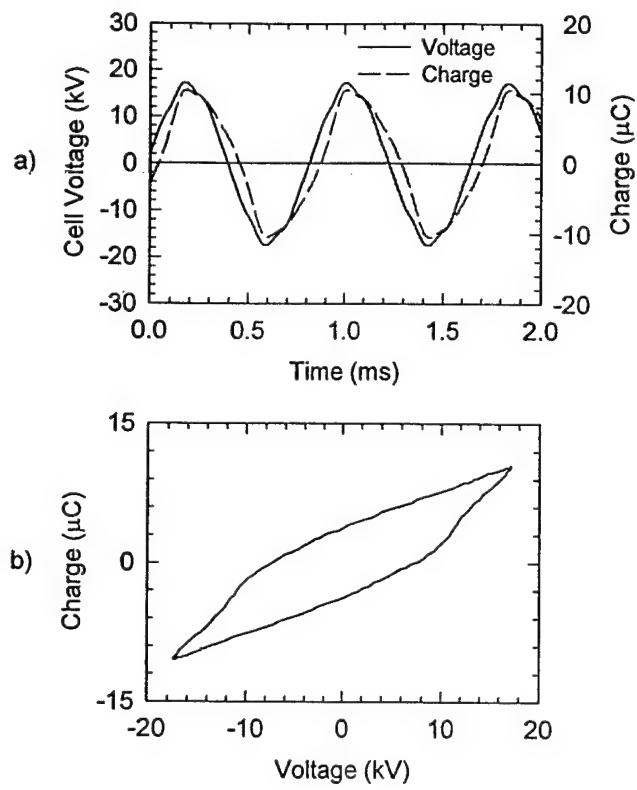 a)
Cell Voltage (kV)
30
20
10
0
-10
-20
-30
Voltage
Charge
20
10
0
-10
-20
Charge (μC)
0.0 0.5 1.0 1.5 2.0
Time (ms)
b)
Charge (μC)
15
0
-15
-20 -10 0 10 20
Voltage (kV)